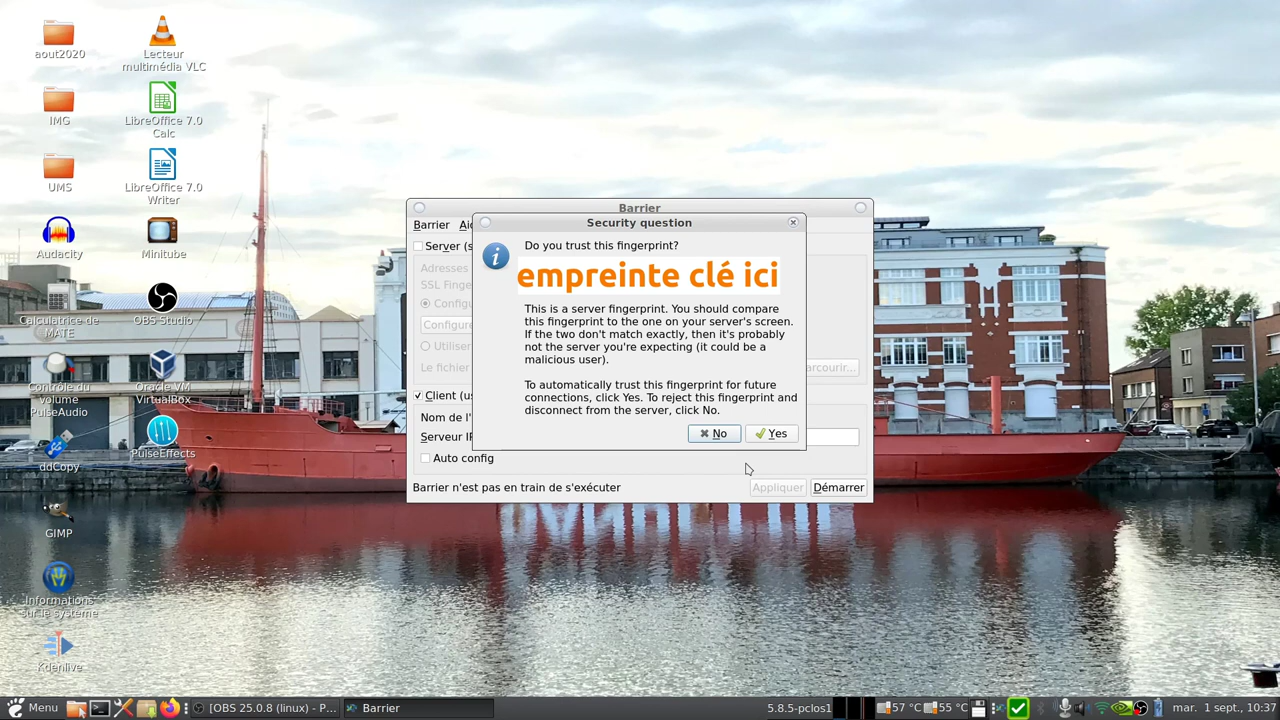 aout2020
Lecteur
multimédia VLC
IMG
LibreOffice 7.0
Calc
UMS
LibreOffice 7.0
Writer
Audacity
Minitube
Calculatrice de
MATE
OBS Studio
Contrôle du
volume
PulseAudio
Oracle VM
VirtualBox
ddCopy
PulseEffects
GIMP
Informations
sur le système
Kdenlive
Barrier
Barrier
Security question
Server (s
Do you trust this fingerprint?
Adresses
empreinte clé ici
SSL Finge
Configu
This is a server fingerprint. You should compare
this fingerprint to the one on your server's screen.
If the two don't match exactly, then it's probably
not the server you're expecting (it could be a
malicious user).
Configure
Utiliser
Le fichier
arcourir...
To automatically trust this fingerprint for future
connections, click Yes. To reject this fingerprint and
disconnect from the server, click No.
Client (u
Nom de l'
Serveur IP
No
Yes
Auto config
Barrier n'est pas en train de s'exécuter
Appliquer
Démarrer
Menu
[OBS 25.0.8 (linux) - P...
Barrier
5.8.5-pclos1
57 °C
55 °C
mar. 1 sept., 10:37